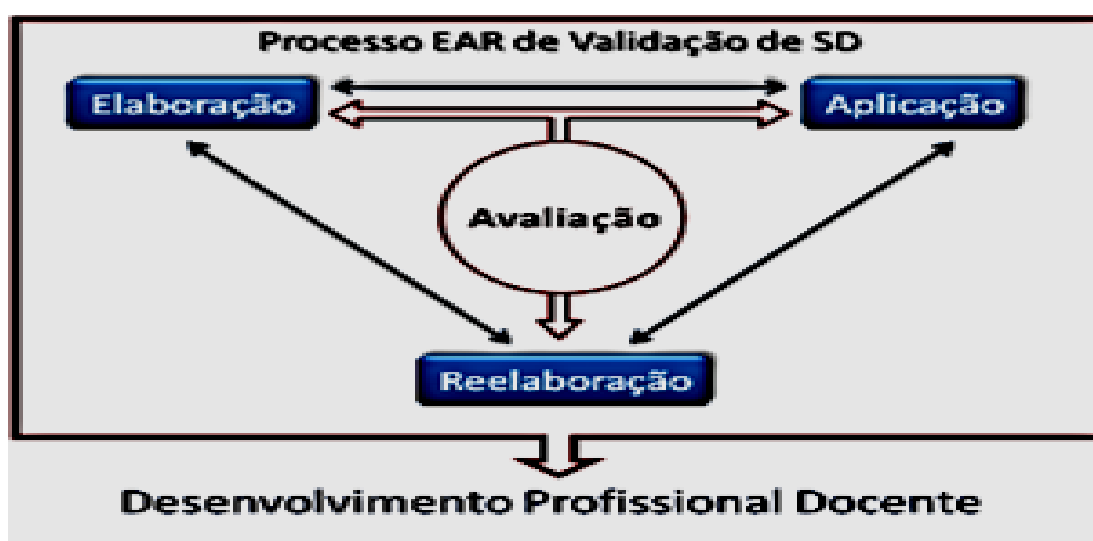 Processo EAR de Validação de SD
Elaboração
Aplicação
Avaliação
Reelaboração
Desenvolvimento Profissional Docente